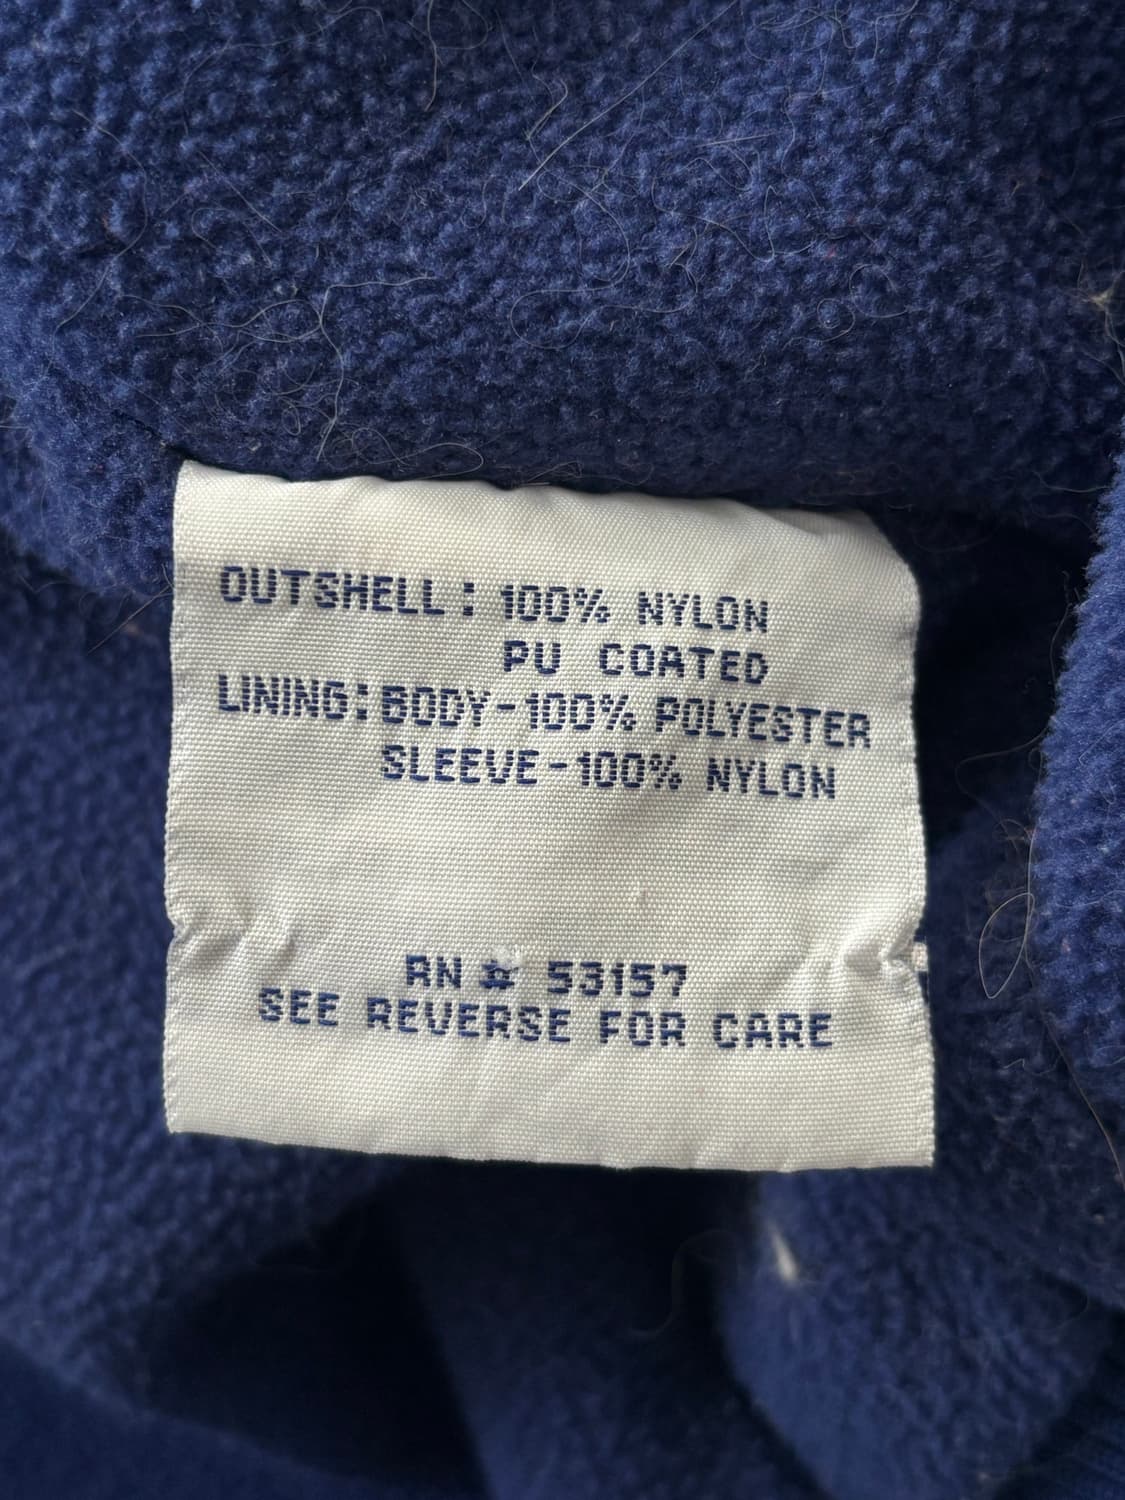 OUTSHELL: 100% NYLON
PU COATED
LINING: BODY-100% POLYESTER
SLEEVE-100% NYLON
RN # 53157
SEE REVERSE FOR CARE